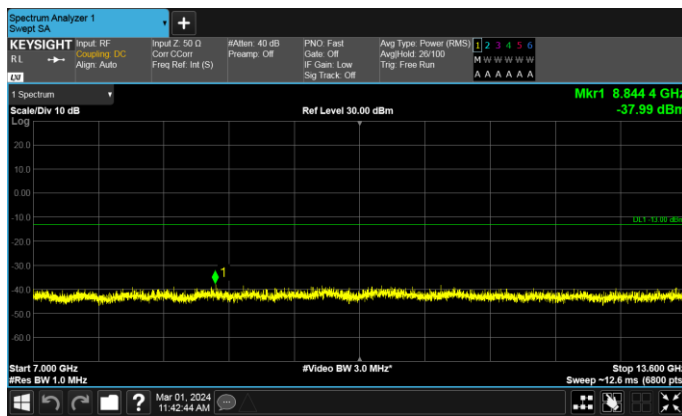 Spectrum Analyzer 1
Swept SA
+
KEYSIGHT
RL
LXI
Input: RF
Coupling: DC
Align: Auto
Input Z: 50 Ω
Corr CCorr
Freq Ref: Int (S)
#Atten: 40 dB
Preamp: Off
PNO: Fast
Gate: Off
IF Gain: Low
Sig Track: Off
Avg Type: Power (RMS)
Avg|Hold: 26/100
Trig: Free Run
1 2 3 4 5 6
M W W W W W
A A A A A A
1 Spectrum
Mkr1 8.844 4 GHz
Scale/Div 10 dB
Ref Level 30.00 dBm
-37.99 dBm
Log
20.0
10.0
0.00
-10.0
DL1 -13.00 dBm
-20.0
-30.0
1
-40.0
-50.0
-60.0
Start 7.000 GHz
#Video BW 3.0 MHz*
Stop 13.600 GHz
#Res BW 1.0 MHz
Sweep ~12.6 ms (6800 pts)
?
Mar 01, 2024
11:42:44 AM